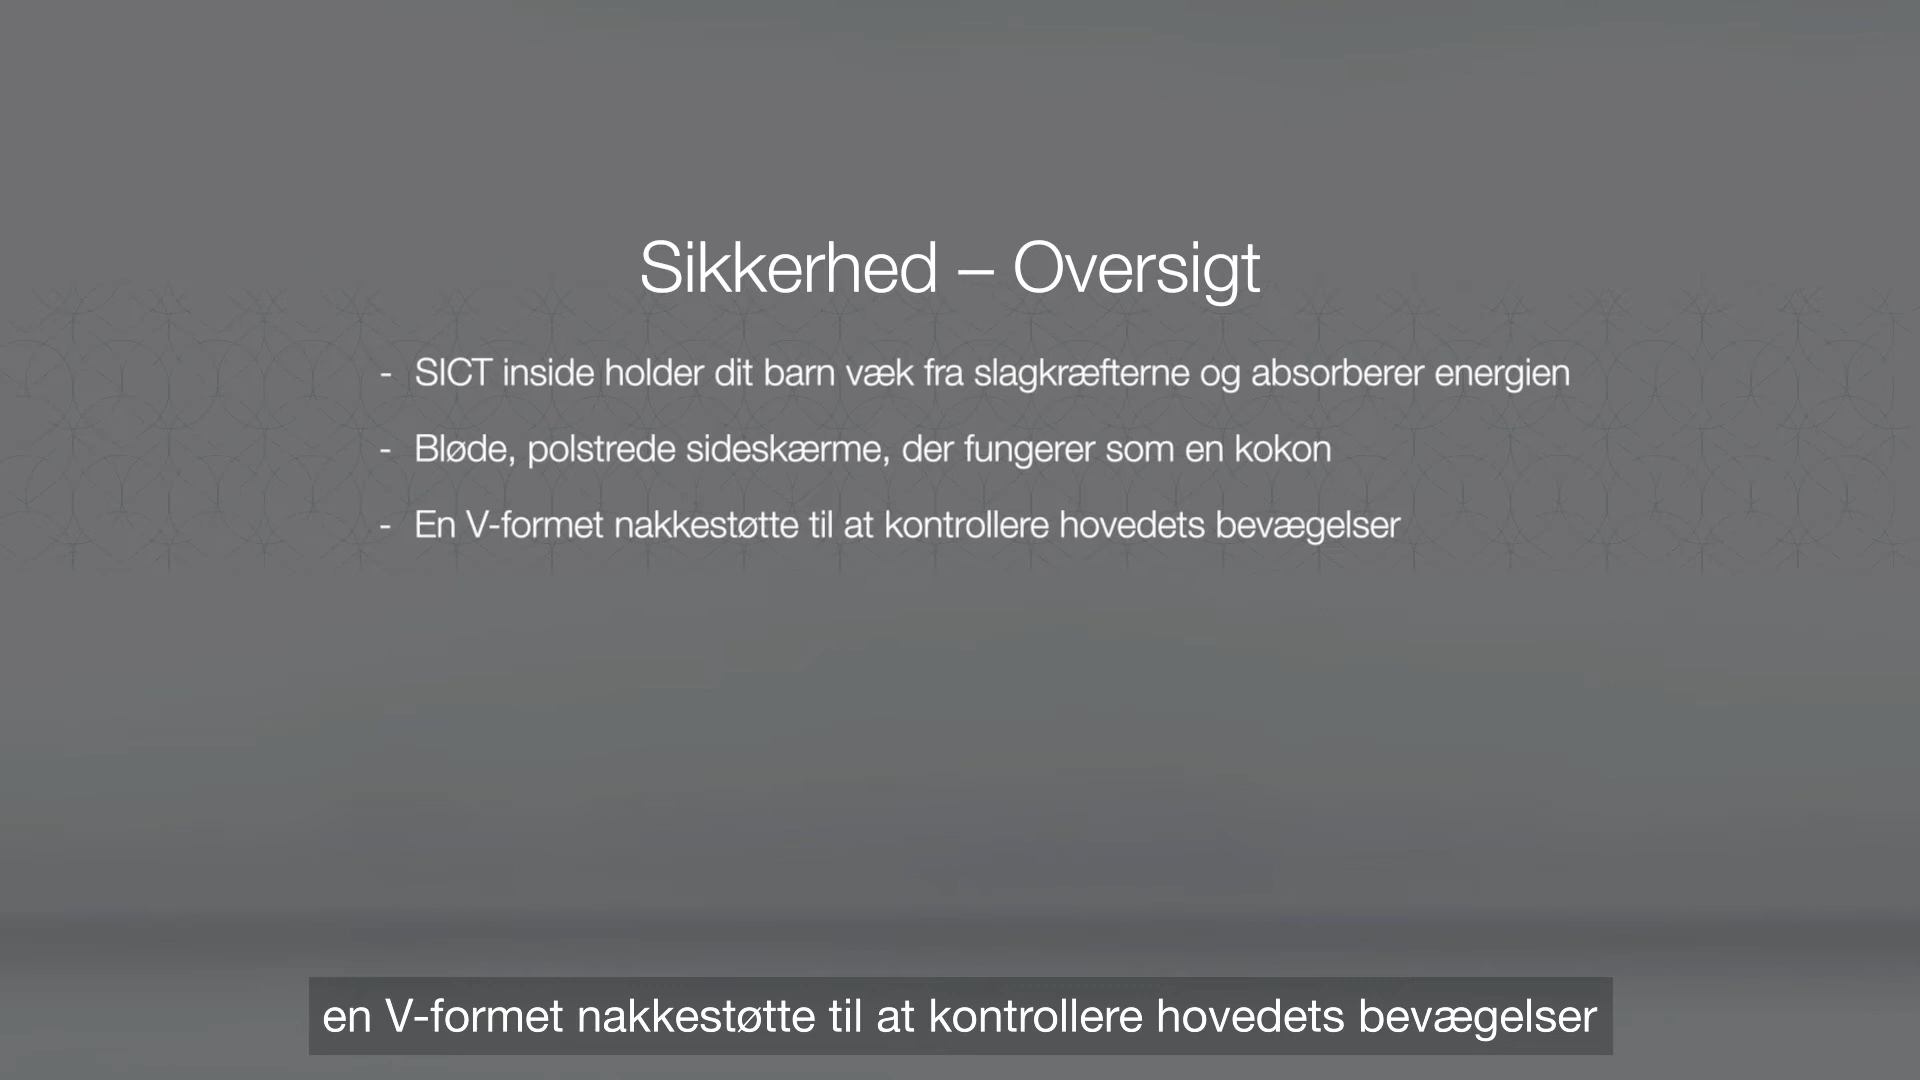 Sikkerhed – Oversigt
- SICT inside holder dit barn væk fra slagkræfterne og absorberer energien
- Bløde, polstrede sideskærme, der fungerer som en kokon
- En V-formet nakkestøtte til at kontrollere hovedets bevægelser
en V-formet nakkestøtte til at kontrollere hovedets bevægelser